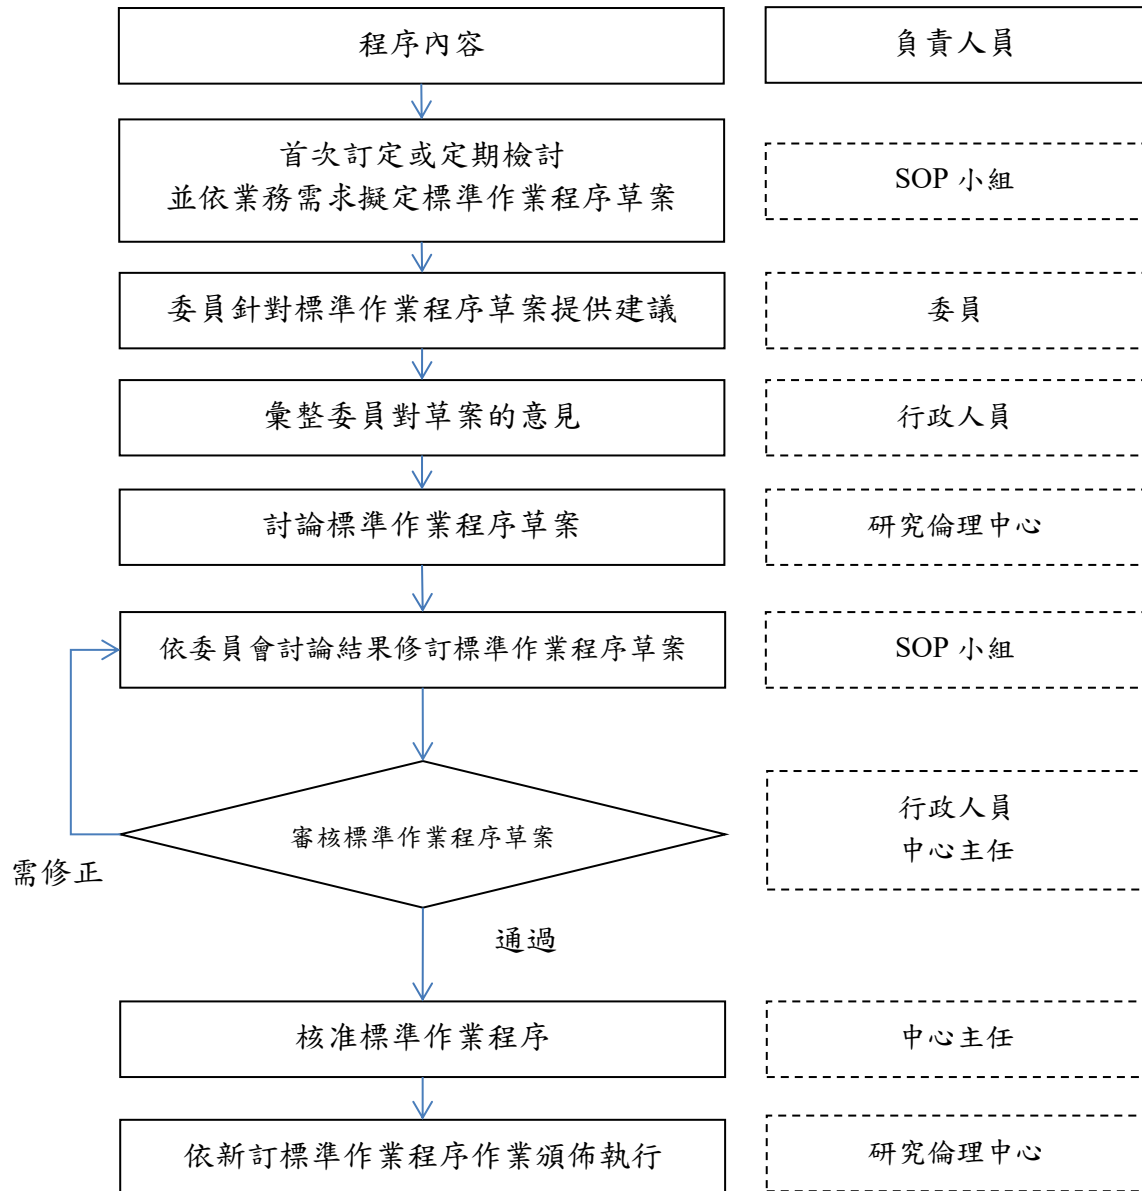 程序內容
負責人員
首次訂定或定期檢討
並依業務需求擬定標準作業程序草案
SOP 小組
委員針對標準作業程序草案提供建議
委員
彙整委員對草案的意見
行政人員
討論標準作業程序草案
研究倫理中心
依委員會討論結果修訂標準作業程序草案
SOP 小組
審核標準作業程序草案
行政人員
中心主任
需修正
通過
核准標準作業程序
中心主任
依新訂標準作業程序作業頒佈執行
研究倫理中心